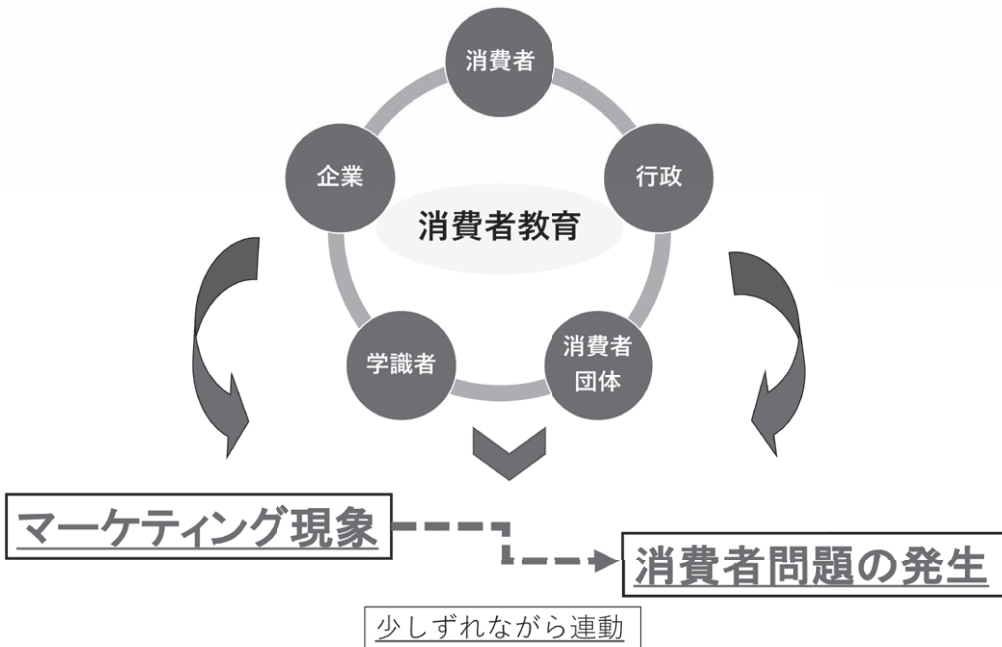 消費者
企業
行政
消費者教育
学識者
消費者
団体
マーケティング現象
消費者問題の発生
少しずれながら連動